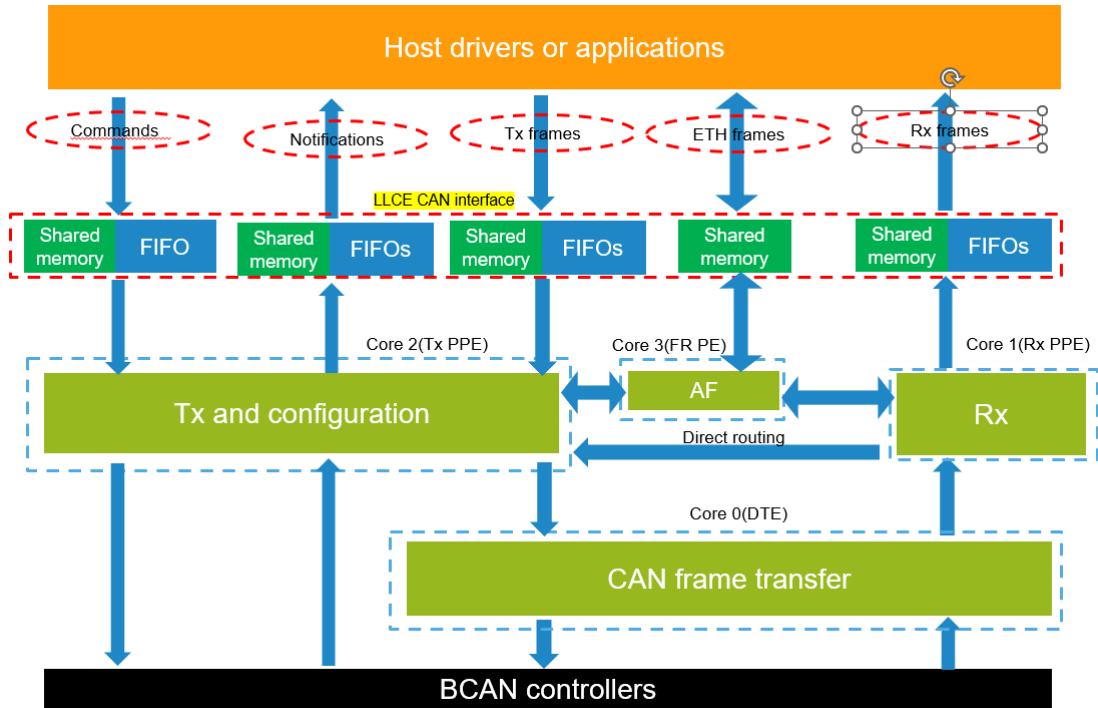 Host drivers or applications
Commands
Notifications
Tx frames
ETH frames
Rx frames
LLCE CAN interface
Shared
memory
FIFO
Shared
memory
FIFOs
Shared
memory
FIFOs
Shared
memory
Shared
memory
FIFOs
Core 2(Tx PPE)
Core 3(FR PE)
Core 1(Rx PPE)
Tx and configuration
AF
Rx
Direct routing
Core 0(DTE)
CAN frame transfer
BCAN controllers